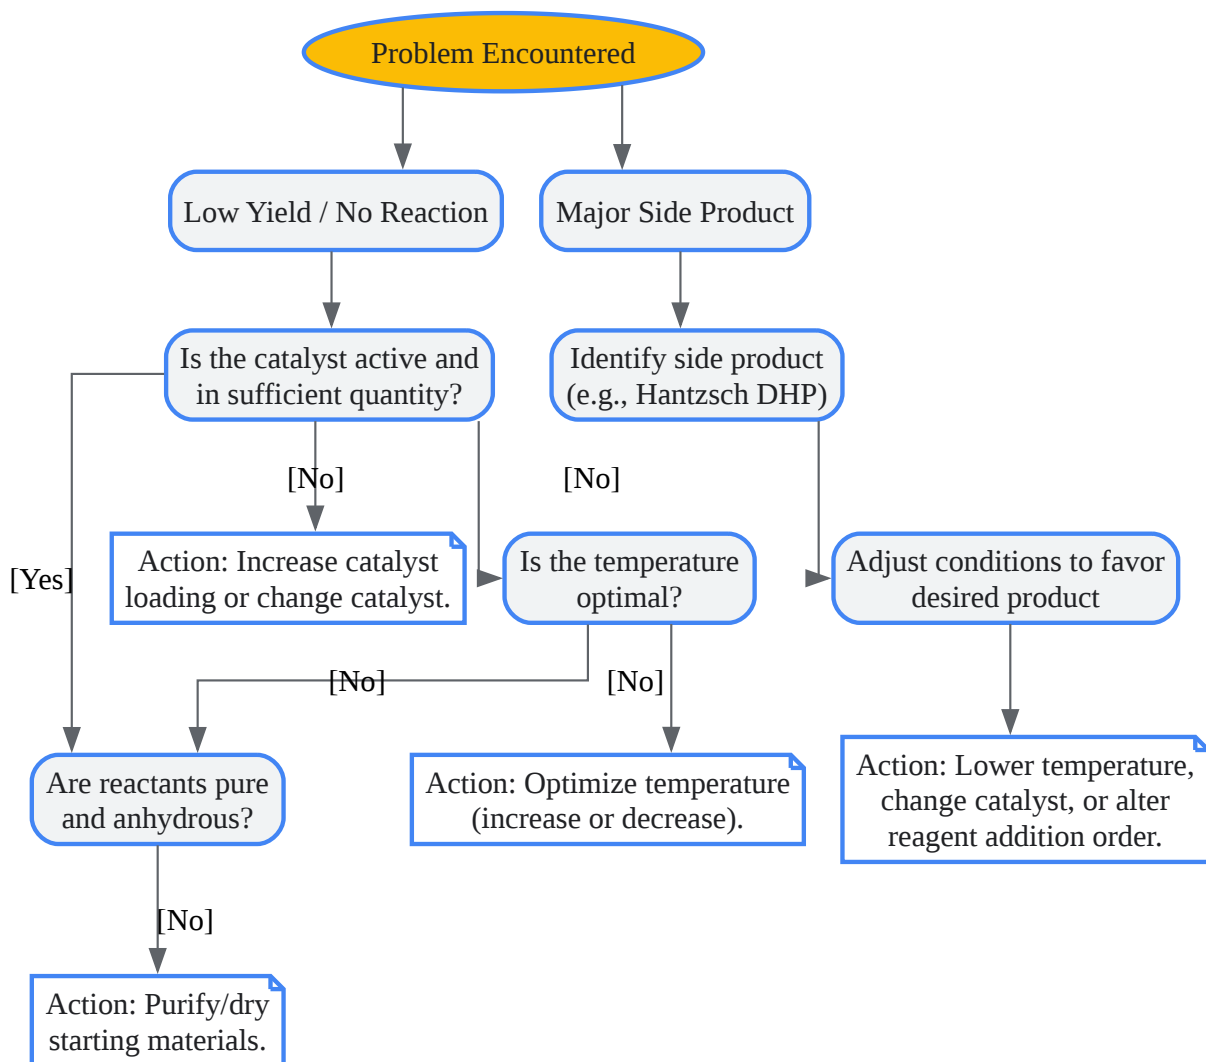 Problem Encountered
Low Yield / No Reaction
Major Side Product
Is the catalyst active and
in sufficient quantity?
Identify side product
(e.g., Hantzsch DHP)
[No]
[No]
[Yes]
Action: Increase catalyst
loading or change catalyst.
Is the temperature
optimal?
Adjust conditions to favor
desired product
[No]
[No]
Are reactants pure
and anhydrous?
Action: Optimize temperature
(increase or decrease).
Action: Lower temperature,
change catalyst, or alter
reagent addition order.
[No]
Action: Purify/dry
starting materials.